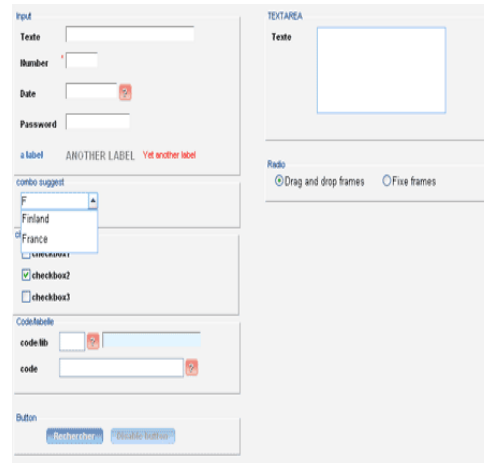 Input
Texte
Number *
Date ?
Password
a label ANOTHER LABEL Yet another label
combo suggest
F
Finland
France
checkbox1
checkbox2
checkbox3
Code/labelle
code/lib ?
code ?
Button
Rechercher Disable button
TEXTAREA
Texte
Radio
Drag and drop frames Fixe frames